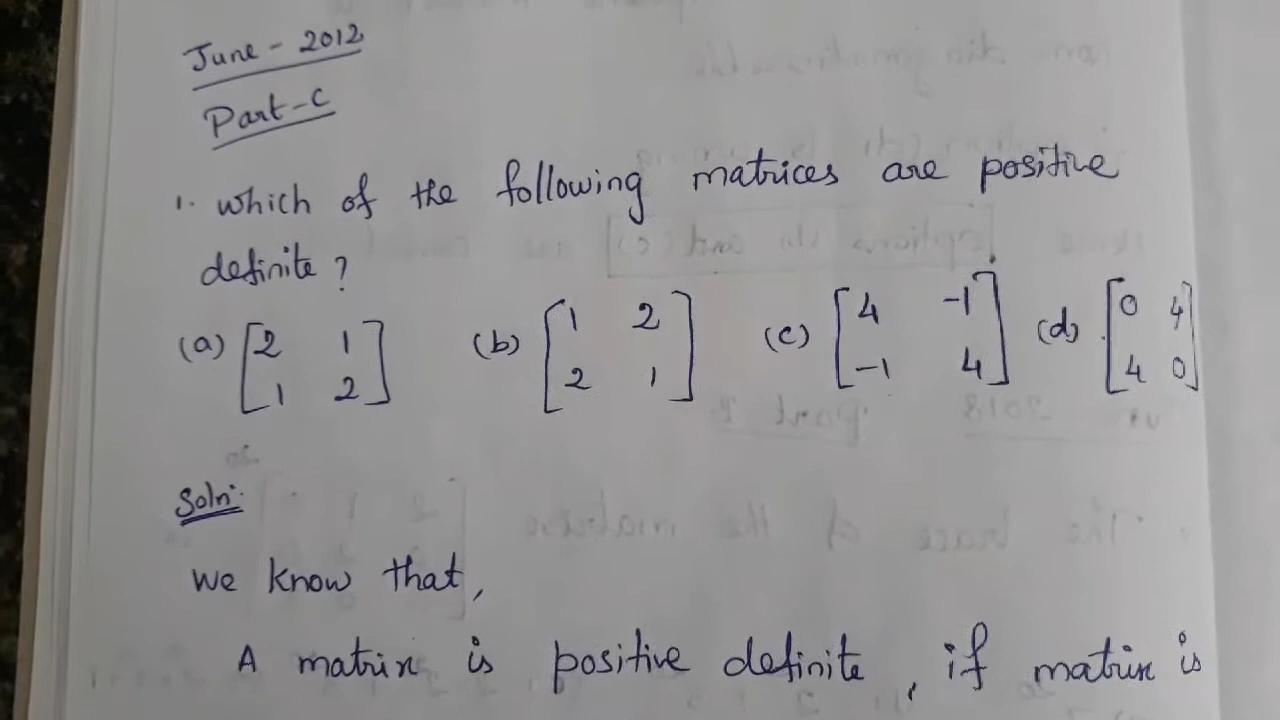 June - 2012
Part-C
1. which of the following matrices are positive
definite ?
(a) [2 1 (b) [1 2] (c) [4 -1] (d) [0 4]
1 2] 2 1 -1 4 4 0
Soln:
we know that,
A matrix is positive definite, if matrix is